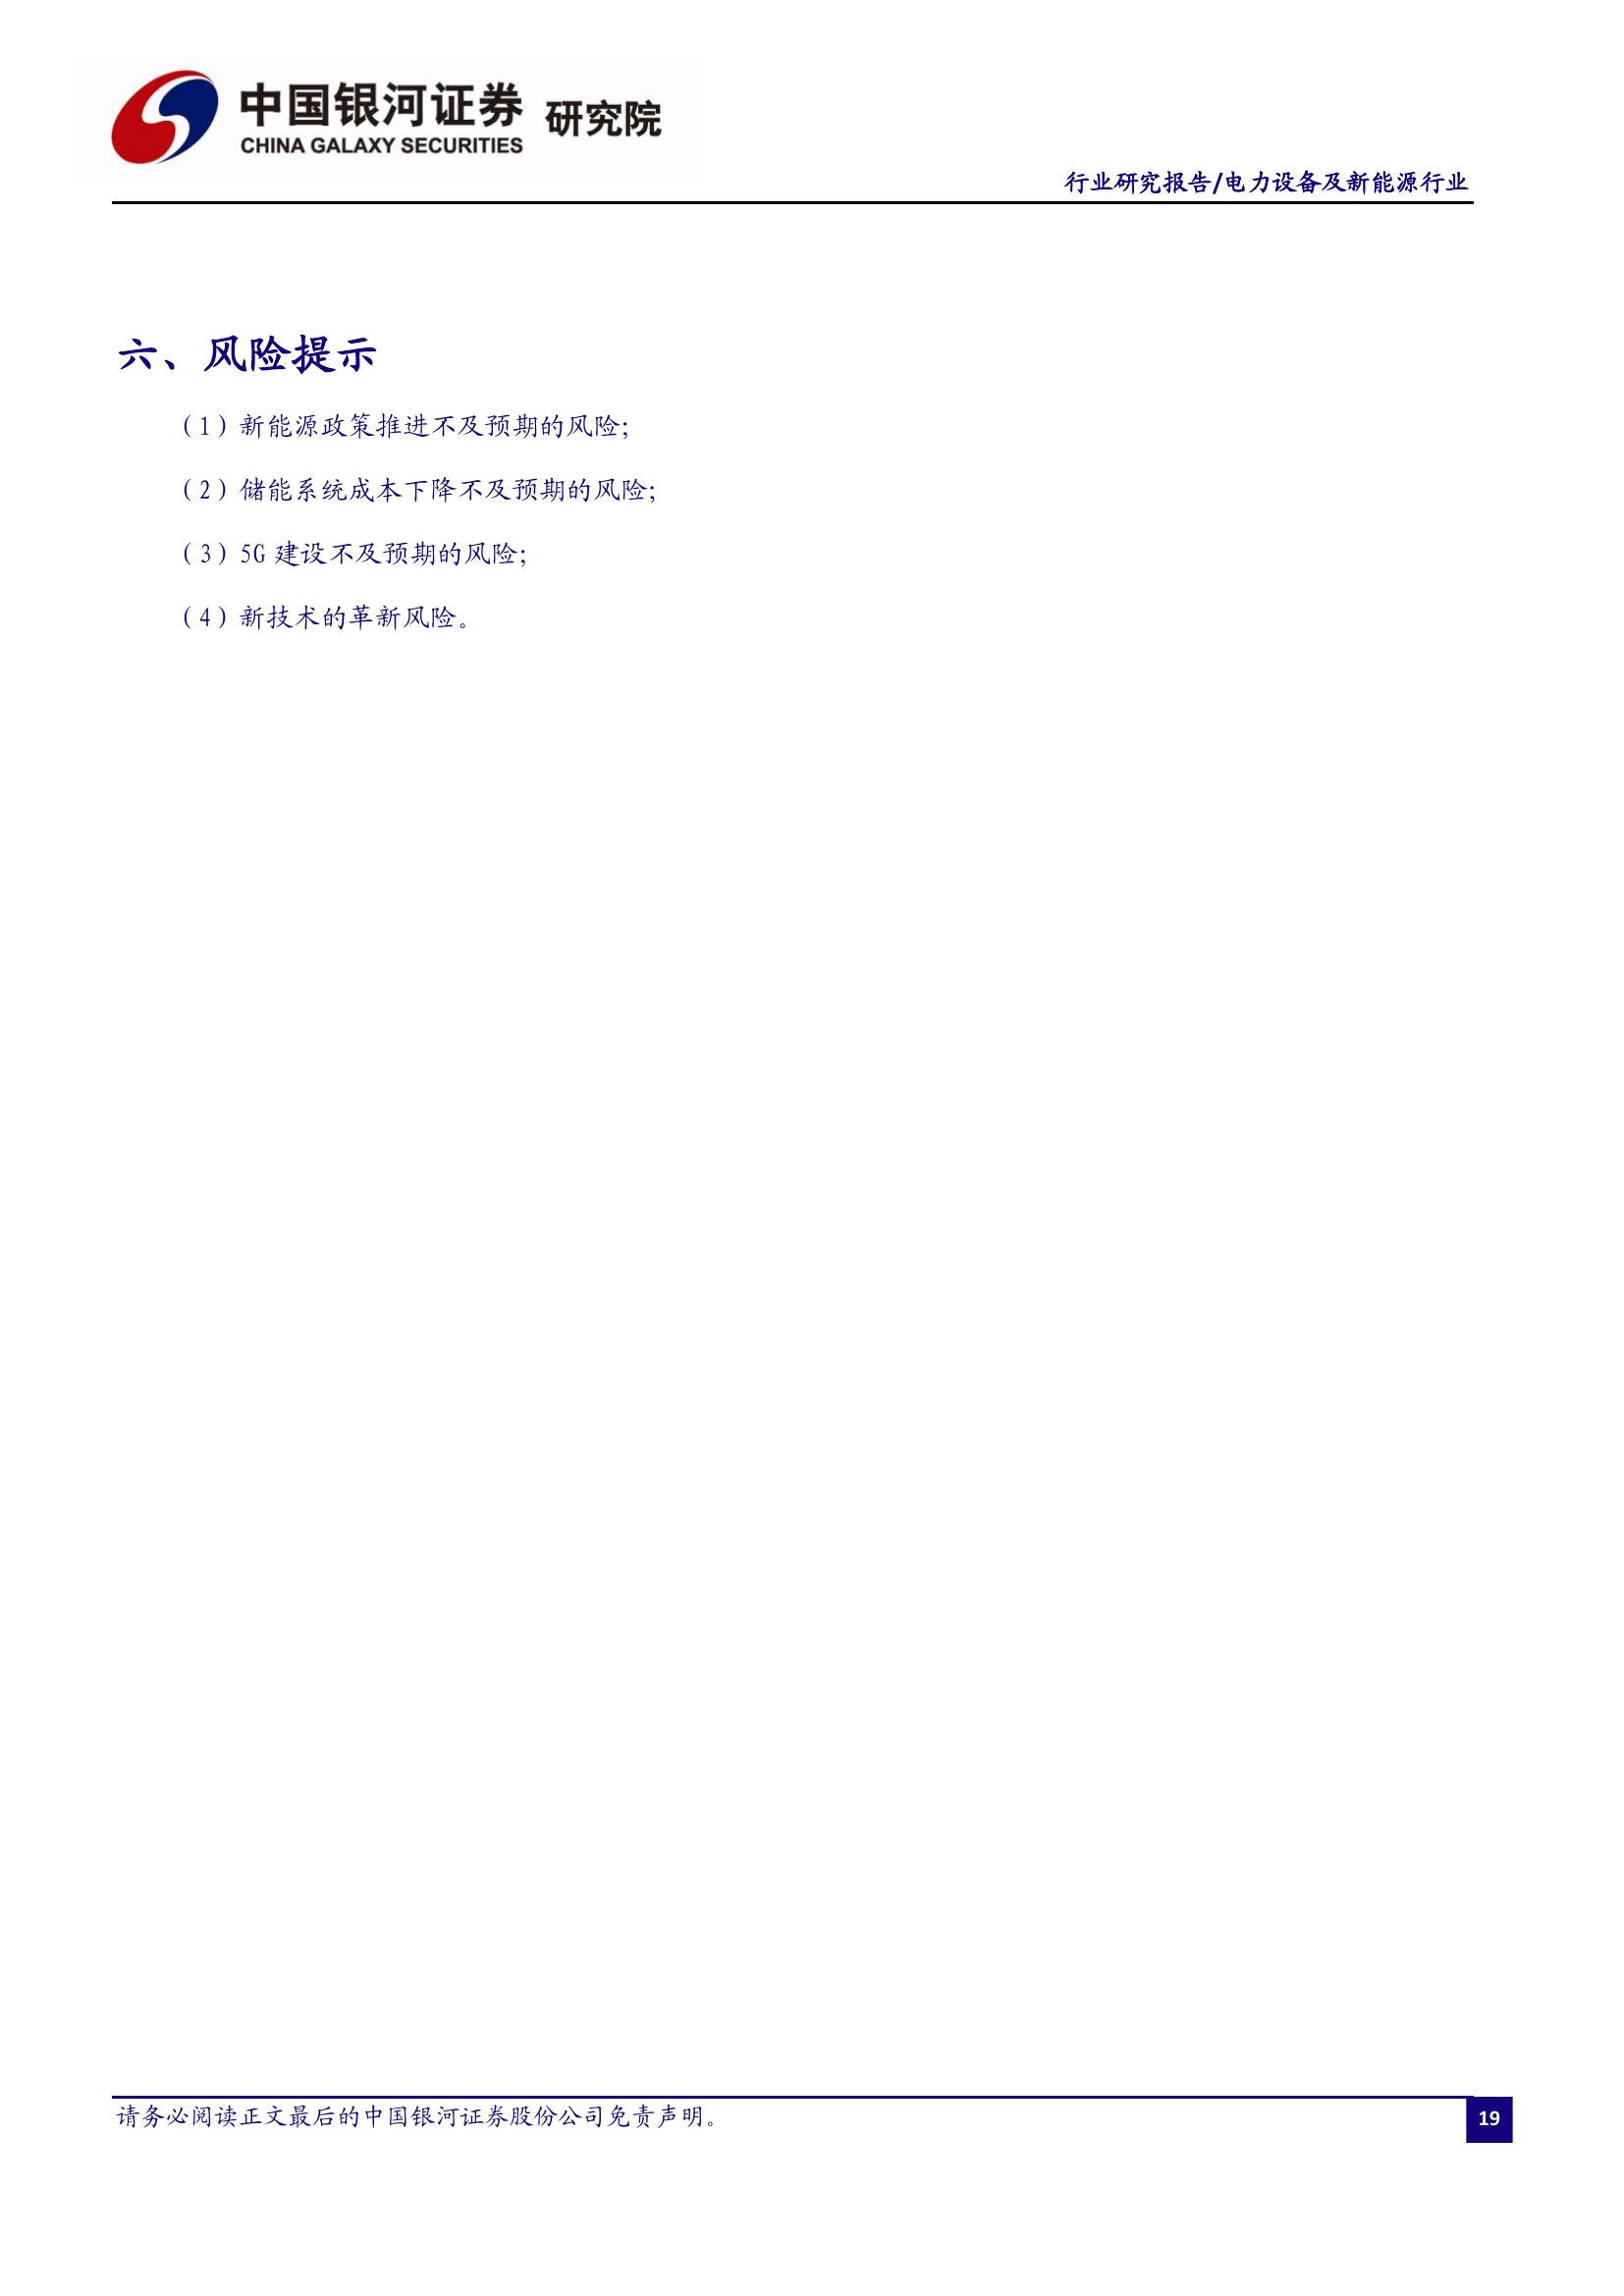 中国银河证券 研究院
CHINA GALAXY SECURITIES
行业研究报告/电力设备及新能源行业
六、风险提示
（1）新能源政策推进不及预期的风险；
（2）储能系统成本下降不及预期的风险；
（3）5G 建设不及预期的风险；
（4）新技术的革新风险。
请务必阅读正文最后的中国银河证券股份公司免责声明。
19